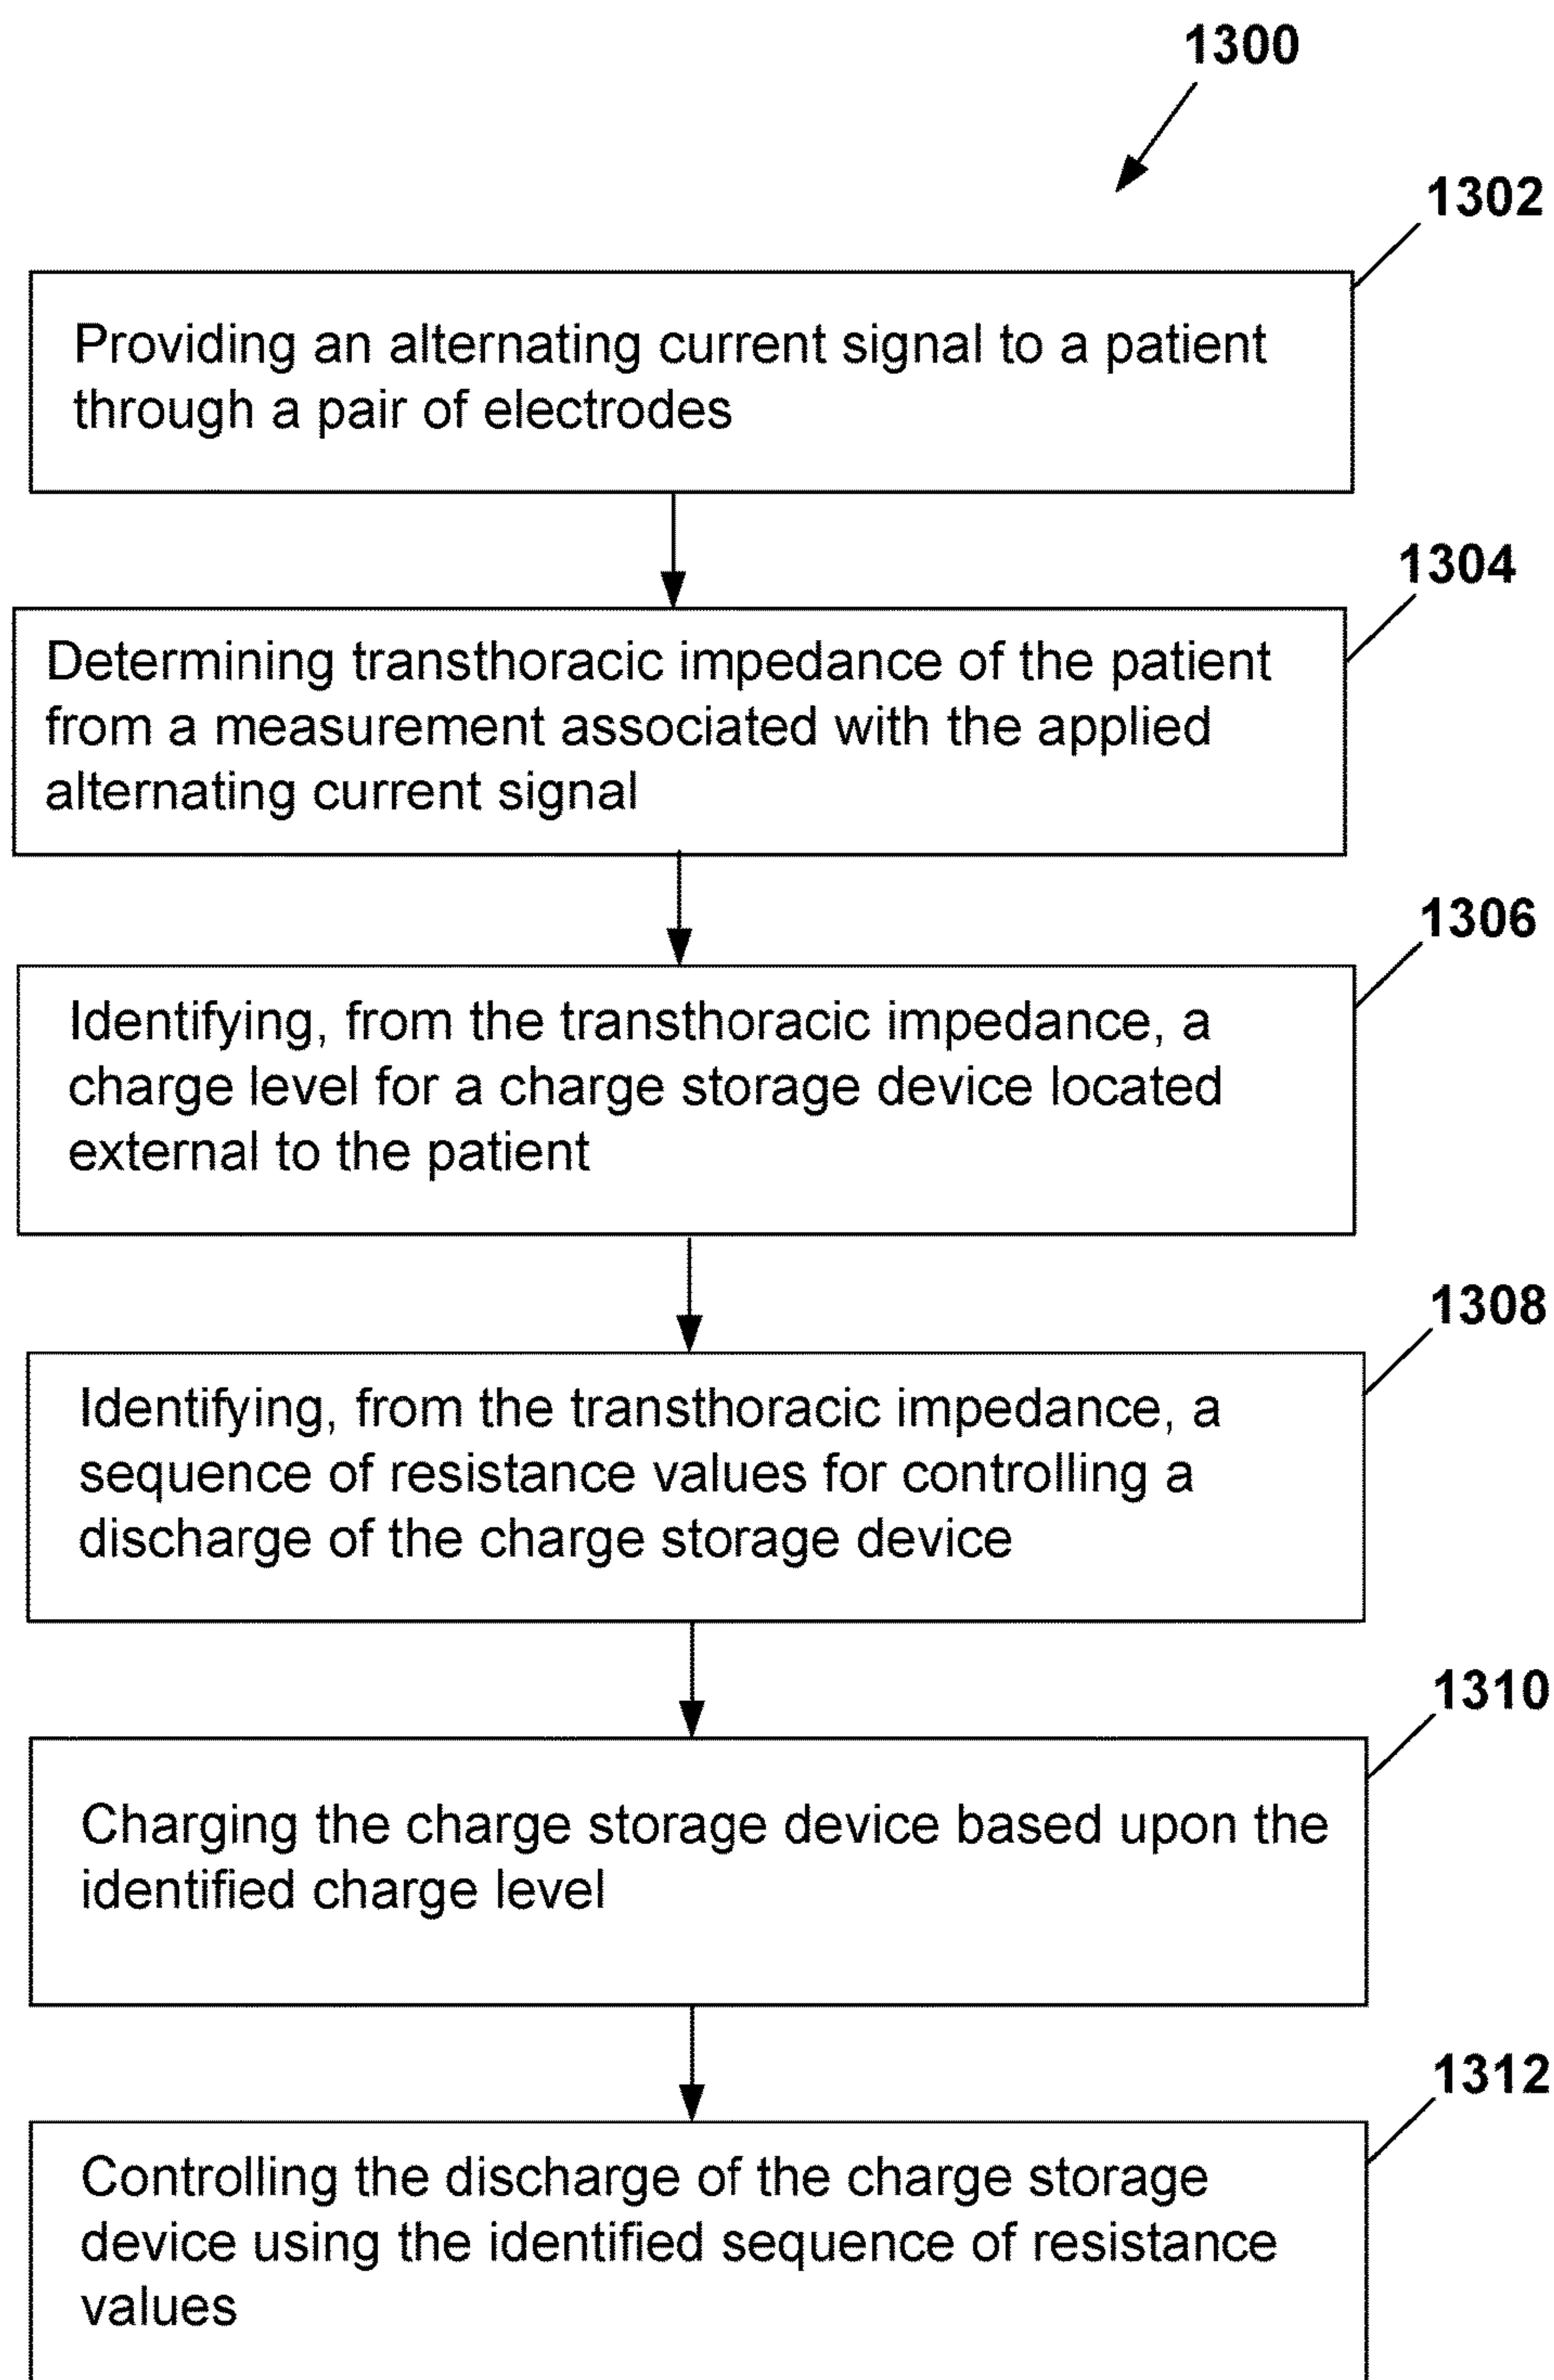 1300
1302
Providing an alternating current signal to a patient
through a pair of electrodes
1304
Determining transthoracic impedance of the patient
from a measurement associated with the applied
alternating current signal
1306
Identifying, from the transthoracic impedance, a
charge level for a charge storage device located
external to the patient
1308
Identifying, from the transthoracic impedance, a
sequence of resistance values for controlling a
discharge of the charge storage device
1310
Charging the charge storage device based upon the
identified charge level
1312
Controlling the discharge of the charge storage
device using the identified sequence of resistance
values